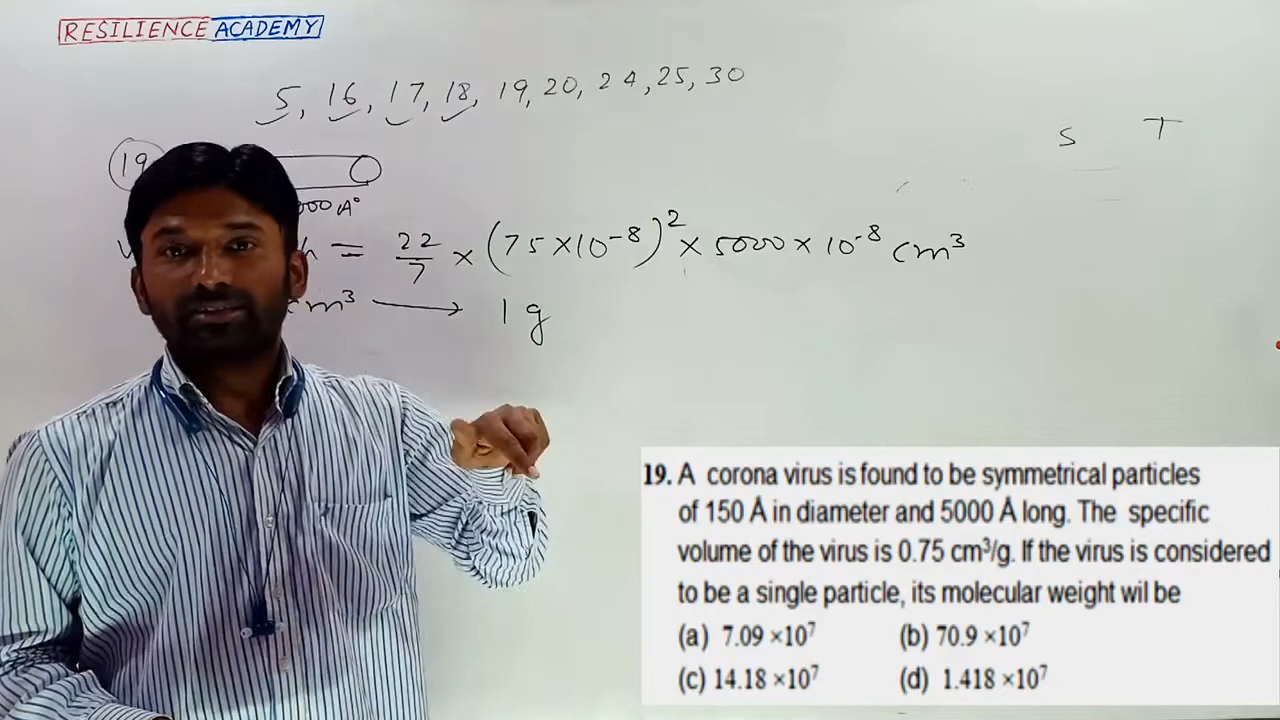 RESILIENCE ACADEMY
5, 16, 17, 18, 19, 20, 24, 25, 30
S T
19
000 A°
h = 22/7 × (75×10⁻⁸)² × 5000 × 10⁻⁸ cm³
cm³ → 1 g
19. A corona virus is found to be symmetrical particles
of 150 Å in diameter and 5000 Å long. The specific
volume of the virus is 0.75 cm³/g. If the virus is considered
to be a single particle, its molecular weight wil be
(a) 7.09 ×10⁷ (b) 70.9 ×10⁷
(c) 14.18 ×10⁷ (d) 1.418 ×10⁷